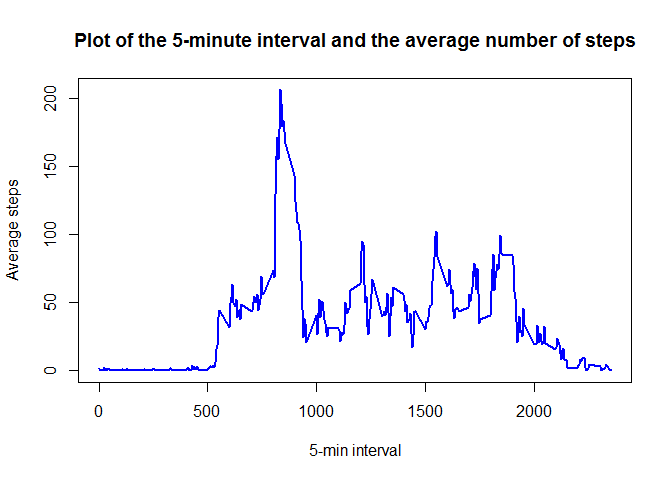 Plot of the 5-minute interval and the average number of steps
Average steps
200
150
100
50
0
0 500 1000 1500 2000
5-min interval